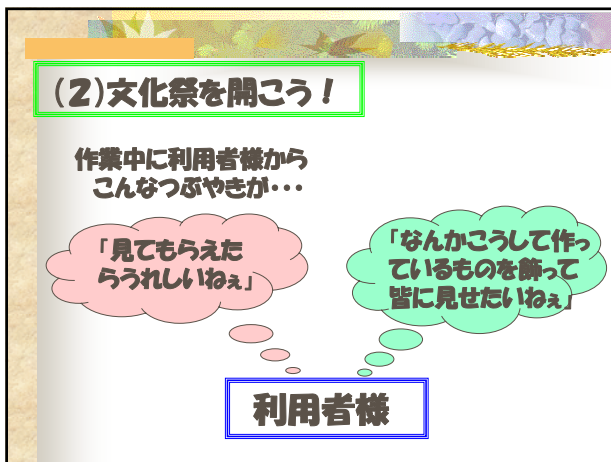 (2)文化祭を開こう！
作業中に利用者様から
こんなつぶやきが・・・
「見てもらえた
らうれしいねぇ」
「なんかこうして作っ
ているものを飾って
皆に見せたいねぇ」
利用者様